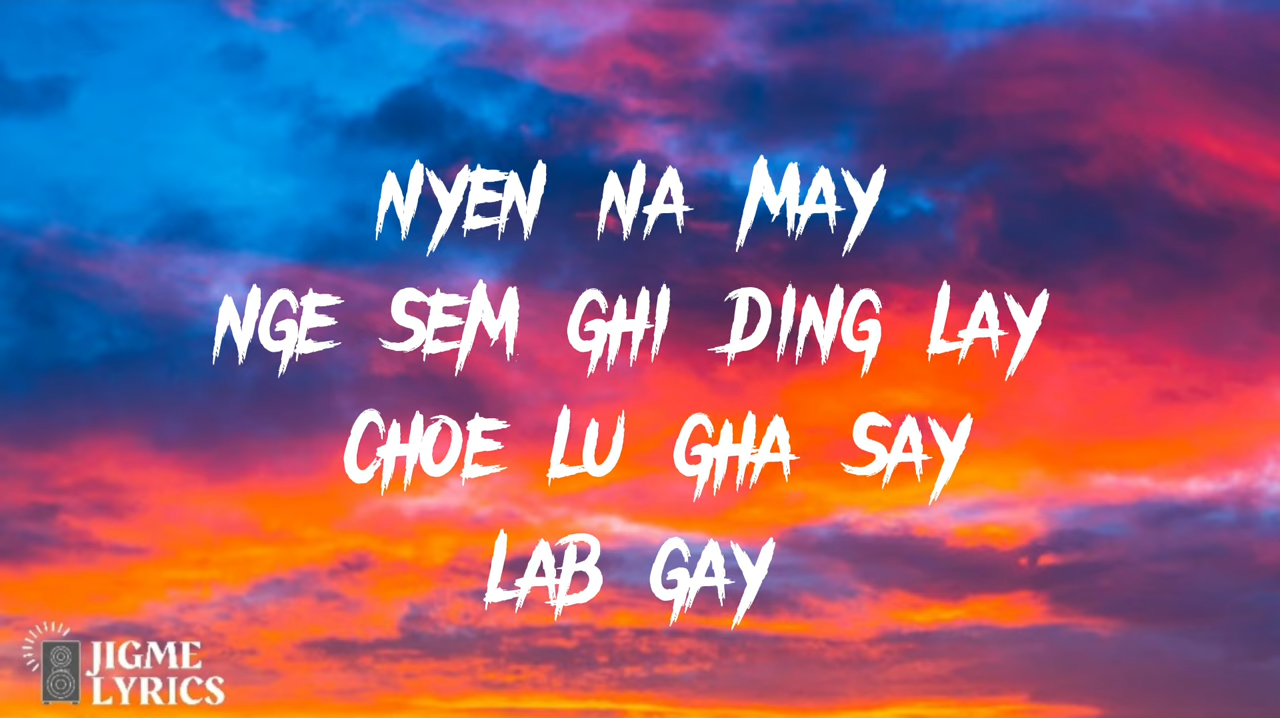 NYEN NA MAY
NGE SEM GHI DING LAY
CHOE LU GHA SAY
LAB GAY
JIGME
LYRICS